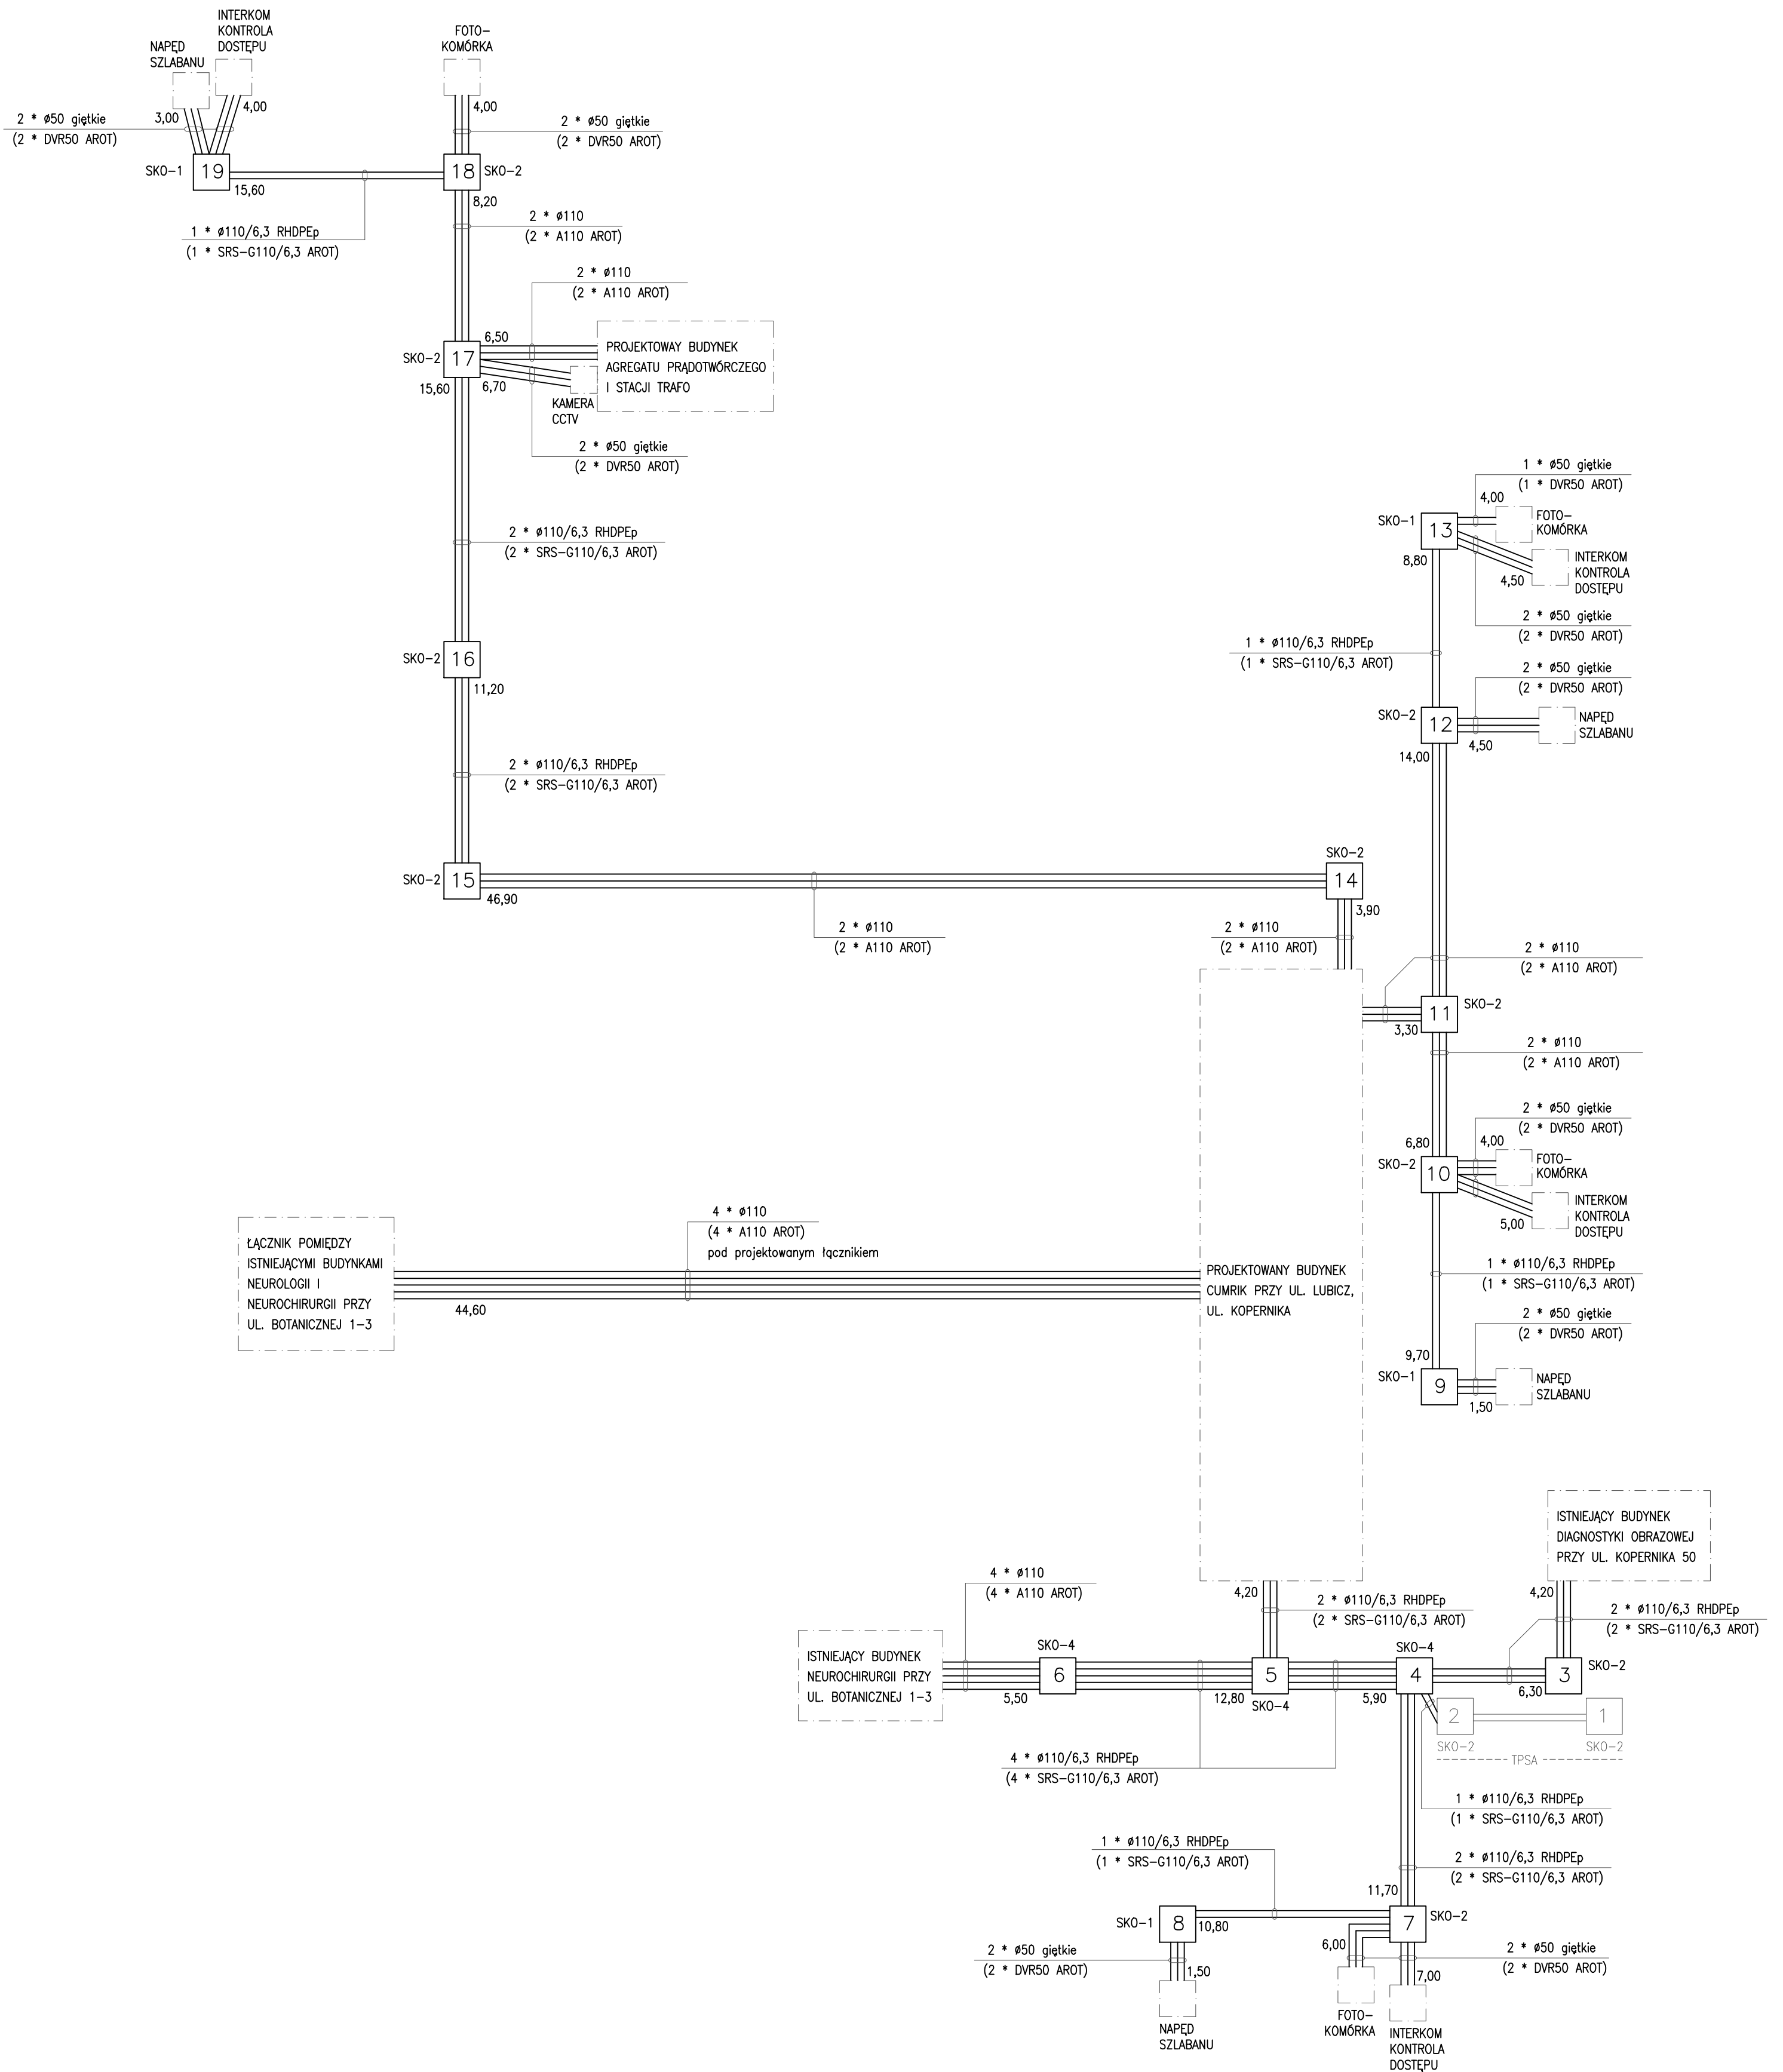 INTERKOM
KONTROLA
DOSTĘPU
NAPĘD
SZLABANU
FOTO-
KOMÓRKA
3,00
4,00
4,00
2 * ø50 giętkie
(2 * DVR50 AROT)
2 * ø50 giętkie
(2 * DVR50 AROT)
SKO-1
19
15,60
18
SKO-2
8,20
1 * ø110/6,3 RHDPEp
(1 * SRS-G110/6,3 AROT)
2 * ø110
(2 * A110 AROT)
2 * ø110
(2 * A110 AROT)
6,50
SKO-2
17
15,60
6,70
PROJEKTOWAY BUDYNEK
AGREGATU PRĄDOTWÓRCZEGO
I STACJI TRAFO
KAMERA
CCTV
2 * ø50 giętkie
(2 * DVR50 AROT)
2 * ø110/6,3 RHDPEp
(2 * SRS-G110/6,3 AROT)
SKO-2
16
11,20
2 * ø110/6,3 RHDPEp
(2 * SRS-G110/6,3 AROT)
SKO-2
15
46,90
2 * ø110
(2 * A110 AROT)
SKO-2
14
3,90
2 * ø110
(2 * A110 AROT)
1 * ø50 giętkie
(1 * DVR50 AROT)
4,00
SKO-1
13
8,80
FOTO-
KOMÓRKA
4,50
INTERKOM
KONTROLA
DOSTĘPU
2 * ø50 giętkie
(2 * DVR50 AROT)
1 * ø110/6,3 RHDPEp
(1 * SRS-G110/6,3 AROT)
2 * ø50 giętkie
(2 * DVR50 AROT)
SKO-2
12
14,00
4,50
NAPĘD
SZLABANU
2 * ø110
(2 * A110 AROT)
11
SKO-2
3,30
2 * ø110
(2 * A110 AROT)
2 * ø50 giętkie
(2 * DVR50 AROT)
6,80
4,00
SKO-2
10
FOTO-
KOMÓRKA
5,00
INTERKOM
KONTROLA
DOSTĘPU
1 * ø110/6,3 RHDPEp
(1 * SRS-G110/6,3 AROT)
2 * ø50 giętkie
(2 * DVR50 AROT)
9,70
SKO-1
9
1,50
NAPĘD
SZLABANU
4 * ø110
(4 * A110 AROT)
pod projektowanym łącznikiem
ŁĄCZNIK POMIĘDZY
ISTNIEJĄCYMI BUDYNKAMI
NEUROLOGII I
NEUROCHIRURGII PRZY
UL. BOTANICZNEJ 1-3
44,60
PROJEKTOWANY BUDYNEK
CUMRIK PRZY UL. LUBICZ,
UL. KOPERNIKA
ISTNIEJĄCY BUDYNEK
DIAGNOSTYKI OBRAZOWEJ
PRZY UL. KOPERNIKA 50
4 * ø110
(4 * A110 AROT)
4,20
2 * ø110/6,3 RHDPEp
(2 * SRS-G110/6,3 AROT)
4,20
2 * ø110/6,3 RHDPEp
(2 * SRS-G110/6,3 AROT)
ISTNIEJĄCY BUDYNEK
NEUROCHIRURGII PRZY
UL. BOTANICZNEJ 1-3
5,50
SKO-4
6
12,80
5
SKO-4
5,90
SKO-4
4
6,30
3
SKO-2
2
SKO-2
1
SKO-2
TPSA
4 * ø110/6,3 RHDPEp
(4 * SRS-G110/6,3 AROT)
1 * ø110/6,3 RHDPEp
(1 * SRS-G110/6,3 AROT)
1 * ø110/6,3 RHDPEp
(1 * SRS-G110/6,3 AROT)
2 * ø110/6,3 RHDPEp
(2 * SRS-G110/6,3 AROT)
11,70
SKO-1
8
10,80
7
SKO-2
2 * ø50 giętkie
(2 * DVR50 AROT)
1,50
6,00
7,00
2 * ø50 giętkie
(2 * DVR50 AROT)
NAPĘD
SZLABANU
FOTO-
KOMÓRKA
INTERKOM
KONTROLA
DOSTĘPU